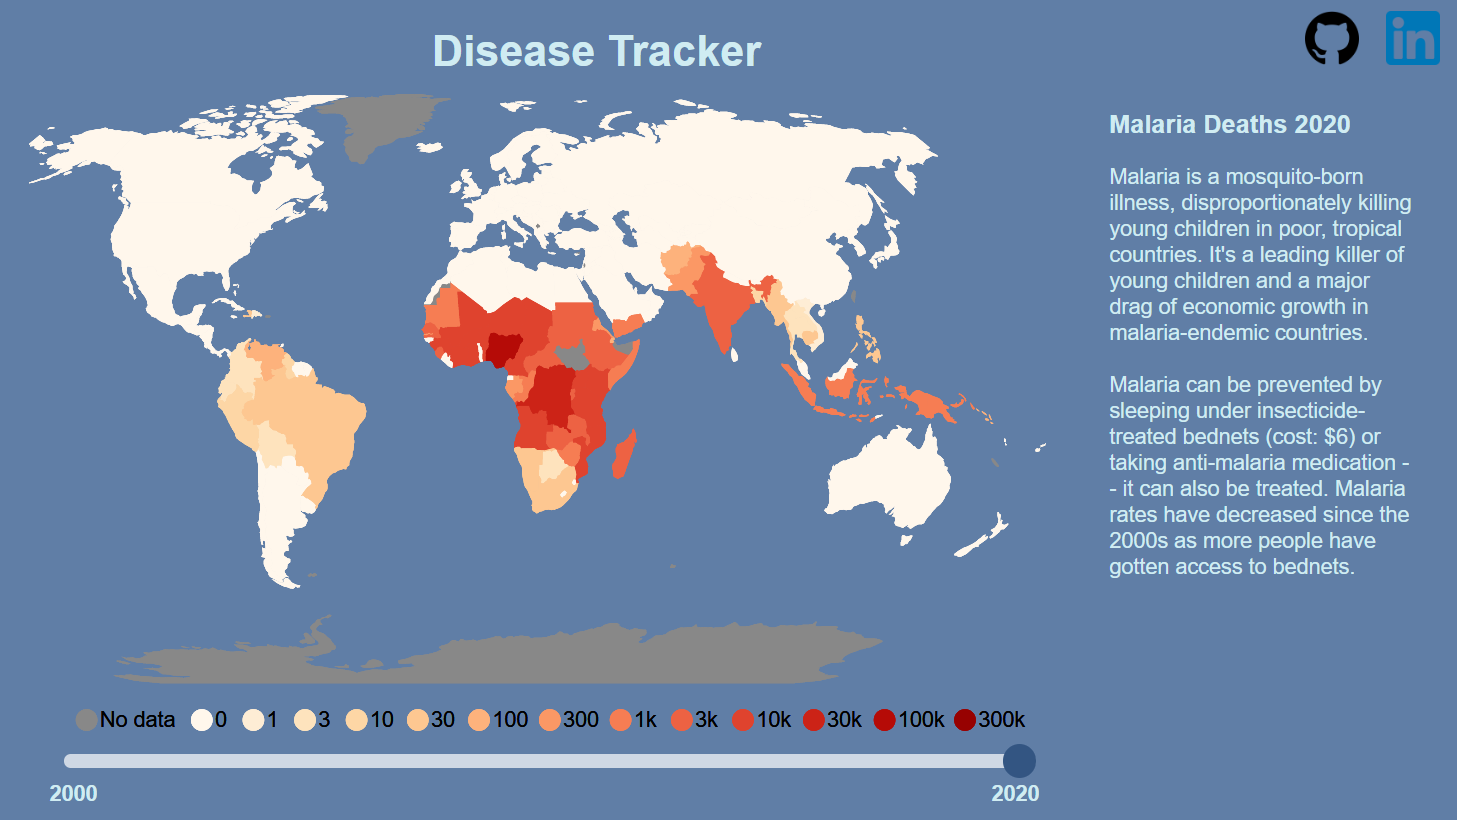 Disease Tracker
in
Malaria Deaths 2020
Malaria is a mosquito-born
illness, disproportionately killing
young children in poor, tropical
countries. It's a leading killer of
young children and a major
drag of economic growth in
malaria-endemic countries.
Malaria can be prevented by
sleeping under insecticide-
treated bednets (cost: $6) or
taking anti-malaria medication -
- it can also be treated. Malaria
rates have decreased since the
2000s as more people have
gotten access to bednets.
No data 0 1 3 10 30 100 300 1k 3k 10k 30k 100k 300k
2000 2020